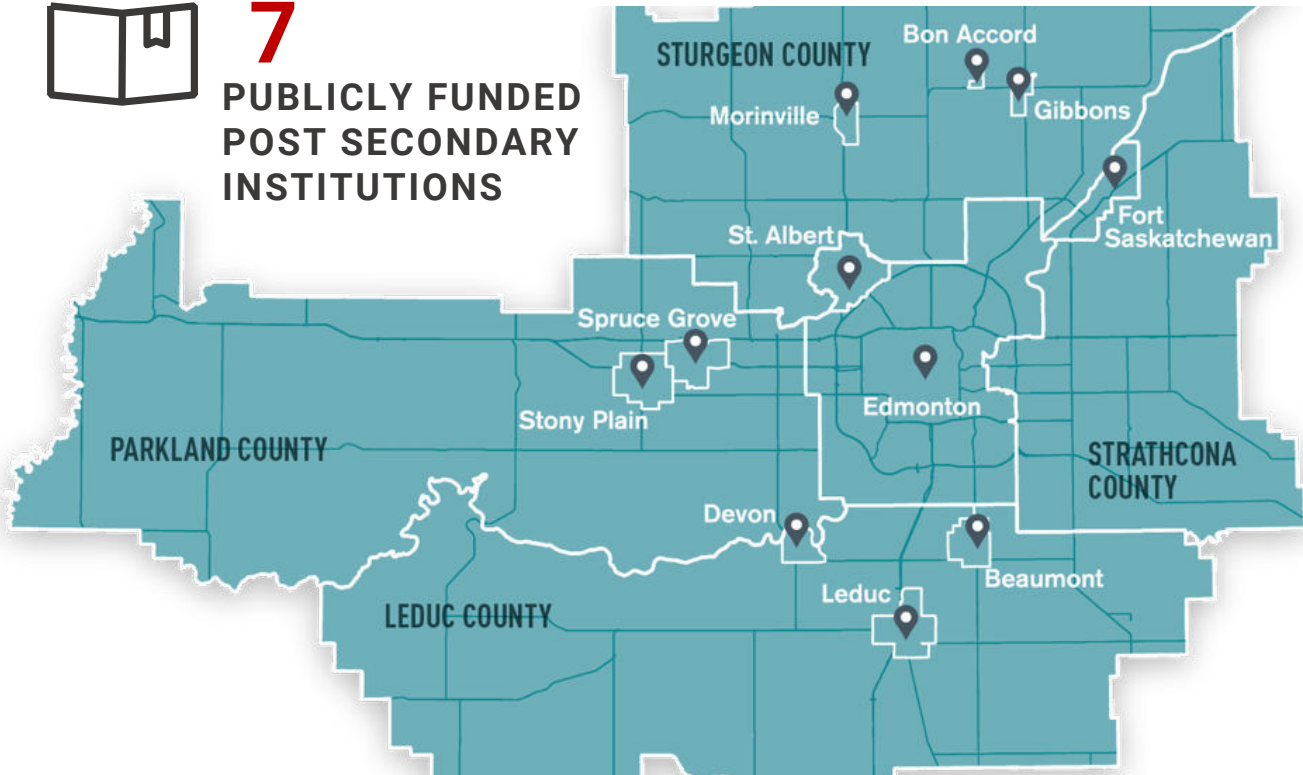 7
PUBLICLY FUNDED
POST SECONDARY
INSTITUTIONS
STURGEON COUNTY
Bon Accord
Morinville
Gibbons
Fort
Saskatchewan
St. Albert
Spruce Grove
Stony Plain
Edmonton
PARKLAND COUNTY
STRATHCONA
COUNTY
Devon
Beaumont
Leduc
LEDUC COUNTY